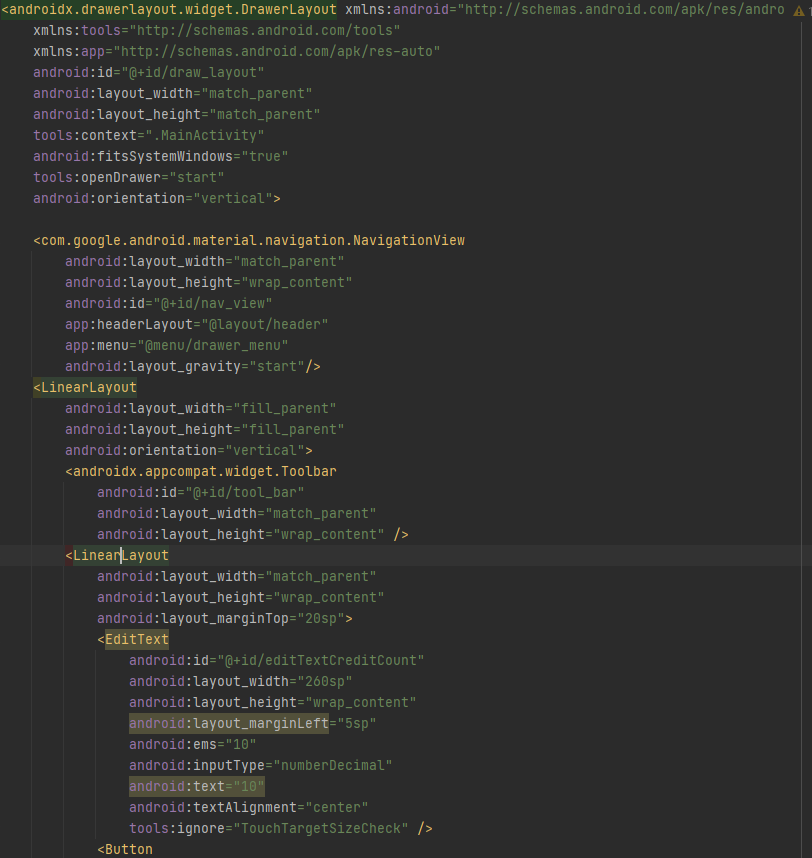 <androidx.drawerlayout.widget.DrawerLayout xmlns:android="http://schemas.android.com/apk/res/andro
xmlns:tools="http://schemas.android.com/tools"
xmlns:app="http://schemas.android.com/apk/res-auto"
android:id="@+id/draw_layout"
android:layout_width="match_parent"
android:layout_height="match_parent"
tools:context=".MainActivity"
android:fitsSystemWindows="true"
tools:openDrawer="start"
android:orientation="vertical">
<com.google.android.material.navigation.NavigationView
android:layout_width="match_parent"
android:layout_height="wrap_content"
android:id="@+id/nav_view"
app:headerLayout="@layout/header"
app:menu="@menu/drawer_menu"
android:layout_gravity="start"/>
<LinearLayout
android:layout_width="fill_parent"
android:layout_height="fill_parent"
android:orientation="vertical">
<androidx.appcompat.widget.Toolbar
android:id="@+id/tool_bar"
android:layout_width="match_parent"
android:layout_height="wrap_content" />
<LinearLayout
android:layout_width="match_parent"
android:layout_height="wrap_content"
android:layout_marginTop="20sp">
<EditText
android:id="@+id/editTextCreditCount"
android:layout_width="260sp"
android:layout_height="wrap_content"
android:layout_marginLeft="5sp"
android:ems="10"
android:inputType="numberDecimal"
android:text="10"
android:textAlignment="center"
tools:ignore="TouchTargetSizeCheck" />
<Button